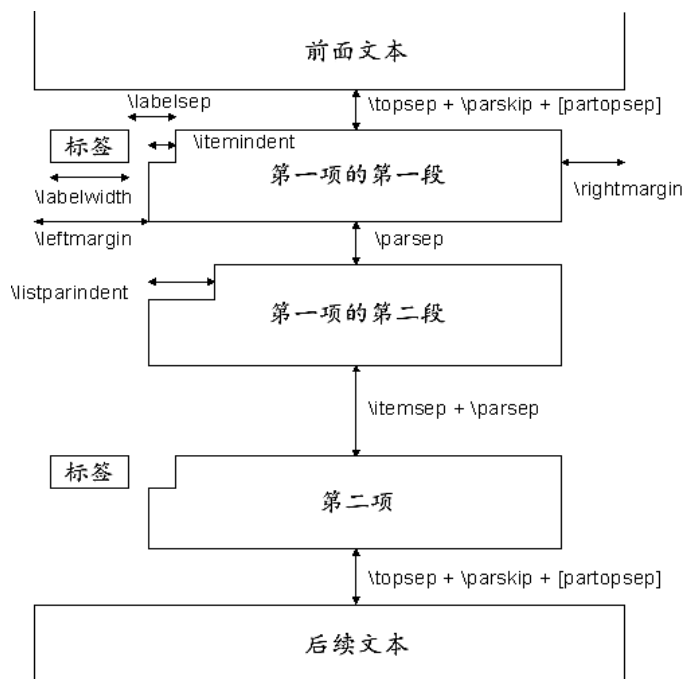 前面文本
\labelsep
\topsep + \parskip + [partopsep]
标签
\itemindent
第一项的第一段
\labelwidth
\rightmargin
\leftmargin
\parsep
\listparindent
第一项的第二段
\itemsep + \parsep
标签
第二项
\topsep + \parskip + [partopsep]
后续文本